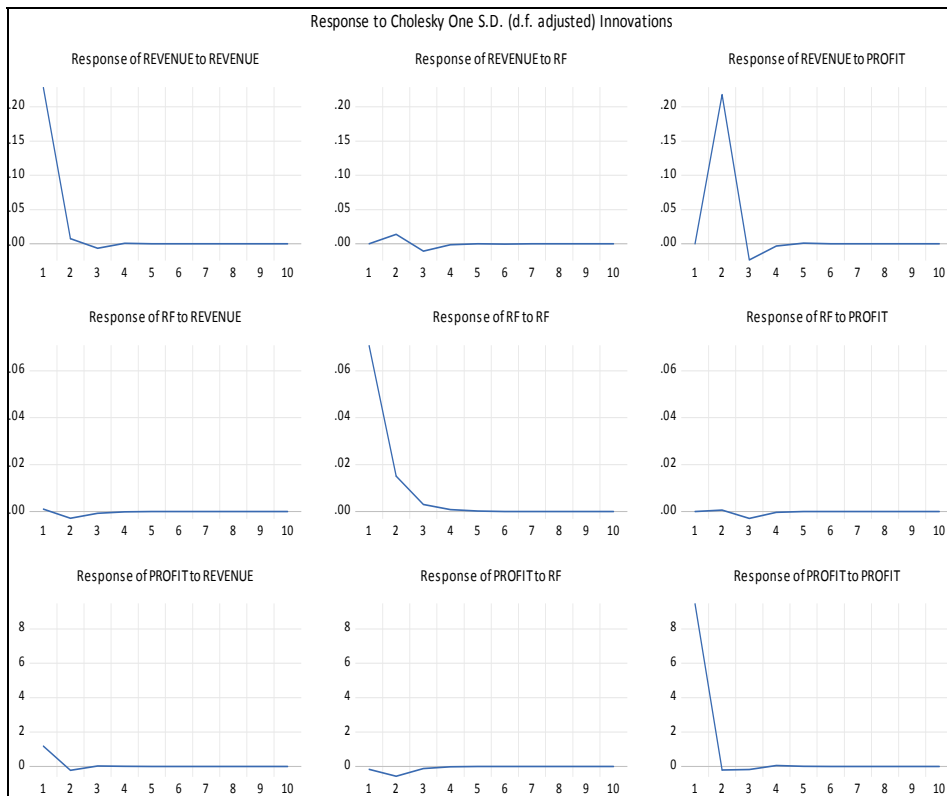 Response to Cholesky One S.D. (d.f. adjusted) Innovations
Response of REVENUE to REVENUE
.20
.15
.10
.05
.00
1 2 3 4 5 6 7 8 9 10
Response of REVENUE to RF
.20
.15
.10
.05
.00
1 2 3 4 5 6 7 8 9 10
Response of REVENUE to PROFIT
.20
.15
.10
.05
.00
1 2 3 4 5 6 7 8 9 10
Response of RF to REVENUE
.06
.04
.02
.00
1 2 3 4 5 6 7 8 9 10
Response of RF to RF
.06
.04
.02
.00
1 2 3 4 5 6 7 8 9 10
Response of RF to PROFIT
.06
.04
.02
.00
1 2 3 4 5 6 7 8 9 10
Response of PROFIT to REVENUE
8
6
4
2
0
1 2 3 4 5 6 7 8 9 10
Response of PROFIT to RF
8
6
4
2
0
1 2 3 4 5 6 7 8 9 10
Response of PROFIT to PROFIT
8
6
4
2
0
1 2 3 4 5 6 7 8 9 10